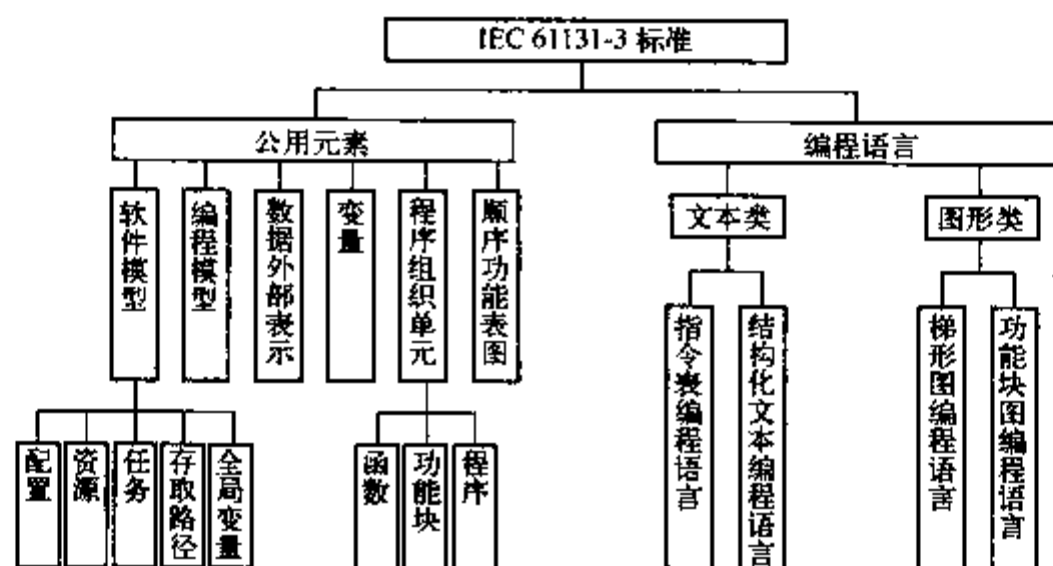 IEC 61131-3 标准
公用元素
编程语言
软件模型
编程模型
数据外部表示
变量
程序组织单元
顺序功能表图
文本类
图形类
指令表编程语言
结构化文本编程语言
梯形图编程语言
功能块图编程语言
配置
资源
任务
存取路径
全局变量
函数
功能块
程序